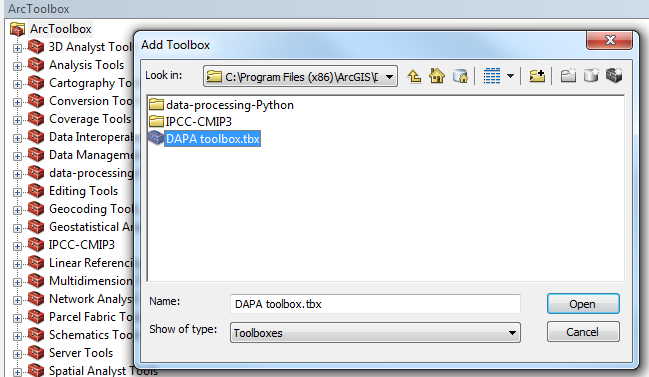 ArcToolbox
ArcToolbox
3D Analyst Tool
Analysis Tools
Cartography To
Conversion Too
Coverage Tools
Data Interoperab
Data Manageme
data-processing
Editing Tools
Geocoding Tool
Geostatistical An
IPCC-CMIP3
Linear Referenci
Multidimension
Network Analys
Parcel Fabric To
Schematics Too
Server Tools
Spatial Analyst Tools
Add Toolbox
Look in:
C:\Program Files (x86)\ArcGIS\D
data-processing-Python
IPCC-CMIP3
DAPA toolbox.tbx
Name:
DAPA toolbox.tbx
Open
Show of type:
Toolboxes
Cancel